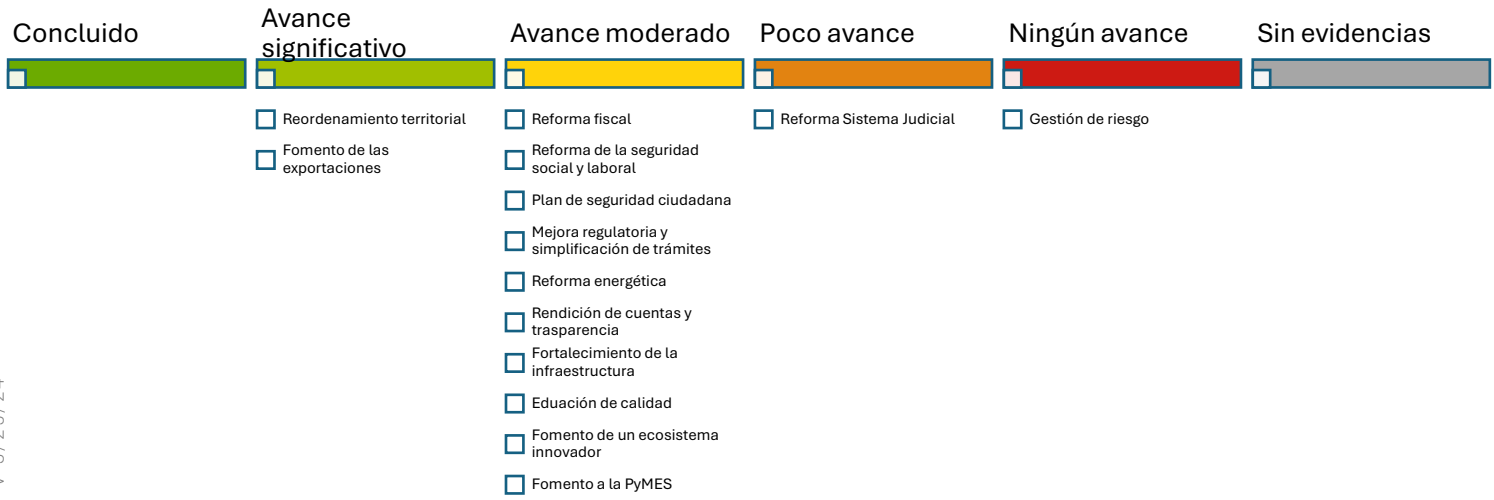 Concluido
Avance
significativo
Avance moderado
Poco avance
Ningún avance
Sin evidencias
Reordenamiento territorial
Fomento de las
exportaciones
Reforma fiscal
Reforma de la seguridad
social y laboral
Plan de seguridad ciudadana
Mejora regulatoria y
simplificación de trámites
Reforma energética
Rendición de cuentas y
trasparencia
Fortalecimiento de la
infraestructura
Eduación de calidad
Fomento de un ecosistema
innovador
Fomento a la PyMES
Reforma Sistema Judicial
Gestión de riesgo